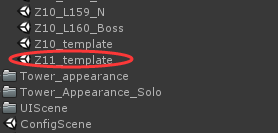 Z10_L159_N
Z10_L160_Boss
Z10_template
Z11_template
Tower_appearance
Tower_Appearance_Solo
UIScene
ConfigScene